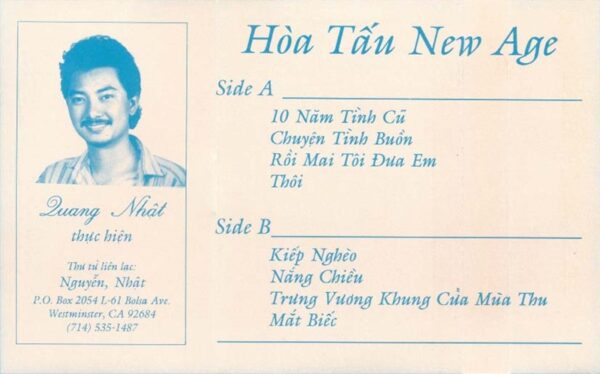 Hòa Tấu New Age
Side A
10 Năm Tình Cũ
Chuyện Tình Buồn
Rồi Mai Tôi Đưa Em
Thôi
Side B
Kiếp Nghèo
Nắng Chiều
Trưng Vương Khung Cửa Mùa Thu
Mắt Biếc
Quang Nhật
thực hiện
Thư từ liên lạc:
Nguyễn, Nhật
P.O. Box 2054 L-61 Bolsa Ave.
Westminster, CA 92684
(714) 535-1487